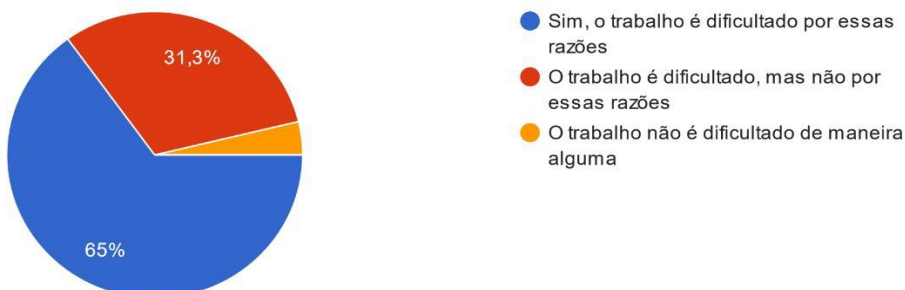 31,3%
65%
Sim, o trabalho é dificultado por essas
razões
O trabalho é dificultado, mas não por
essas razões
O trabalho não é dificultado de maneira
alguma